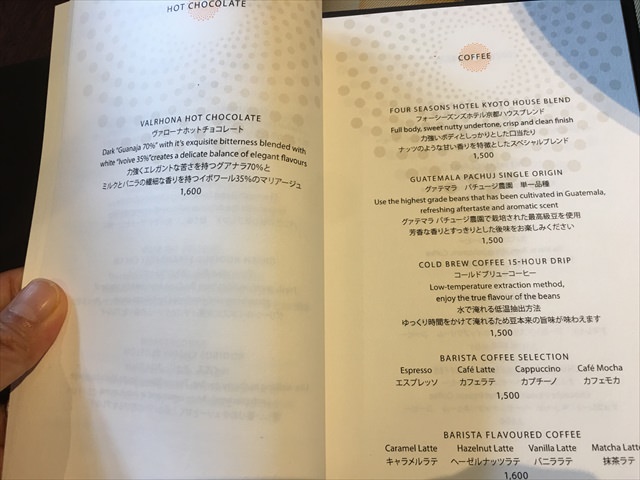 HOT CHOCOLATE
VALRHONA HOT CHOCOLATE
ヴァローナホットチョコレート
Dark "Guanaja 70%" with it's exquisite bitterness blended with
white "Ivoive 35%"creates a delicate balance of elegant flavours
力強くエレガントな苦さを持つグアナラ70%と
ミルクとバニラの繊細な香りを持つイボワール35%のマリアージュ
1,600
COFFEE
FOUR SEASONS HOTEL KYOTO HOUSE BLEND
フォーシーズンズホテル京都ハウスブレンド
Full body, sweet nutty undertone, crisp and clean finish
力強いボディとしっかりとした口当たり
ナッツのような甘い香りを特徴としたスペシャルブレンド
1,500
GUATEMALA PACHUJ SINGLE ORIGIN
グァテマラ パチュージ農園 単一品種
Use the highest grade beans that has been cultivated in Guatemala,
refreshing aftertaste and aromatic scent
グァテマラ パチュージ農園で栽培された最高級豆を使用
芳香な香りとすっきりとした後味をお楽しみください
1,500
COLD BREW COFFEE 15-HOUR DRIP
コールドブリューコーヒー
Low-temperature extraction method,
enjoy the true flavour of the beans
水で淹れる低温抽出方法
ゆっくり時間をかけて淹れるため豆本来の旨味が味わえます
1,500
BARISTA COFFEE SELECTION
Espresso Café Latte Cappuccino Café Mocha
エスプレッソ カフェラテ カプチーノ カフェモカ
1,500
BARISTA FLAVOURED COFFEE
Caramel Latte Hazelnut Latte Vanilla Latte Matcha Latte
キャラメルラテ ヘーゼルナッツラテ バニララテ 抹茶ラテ
1,600